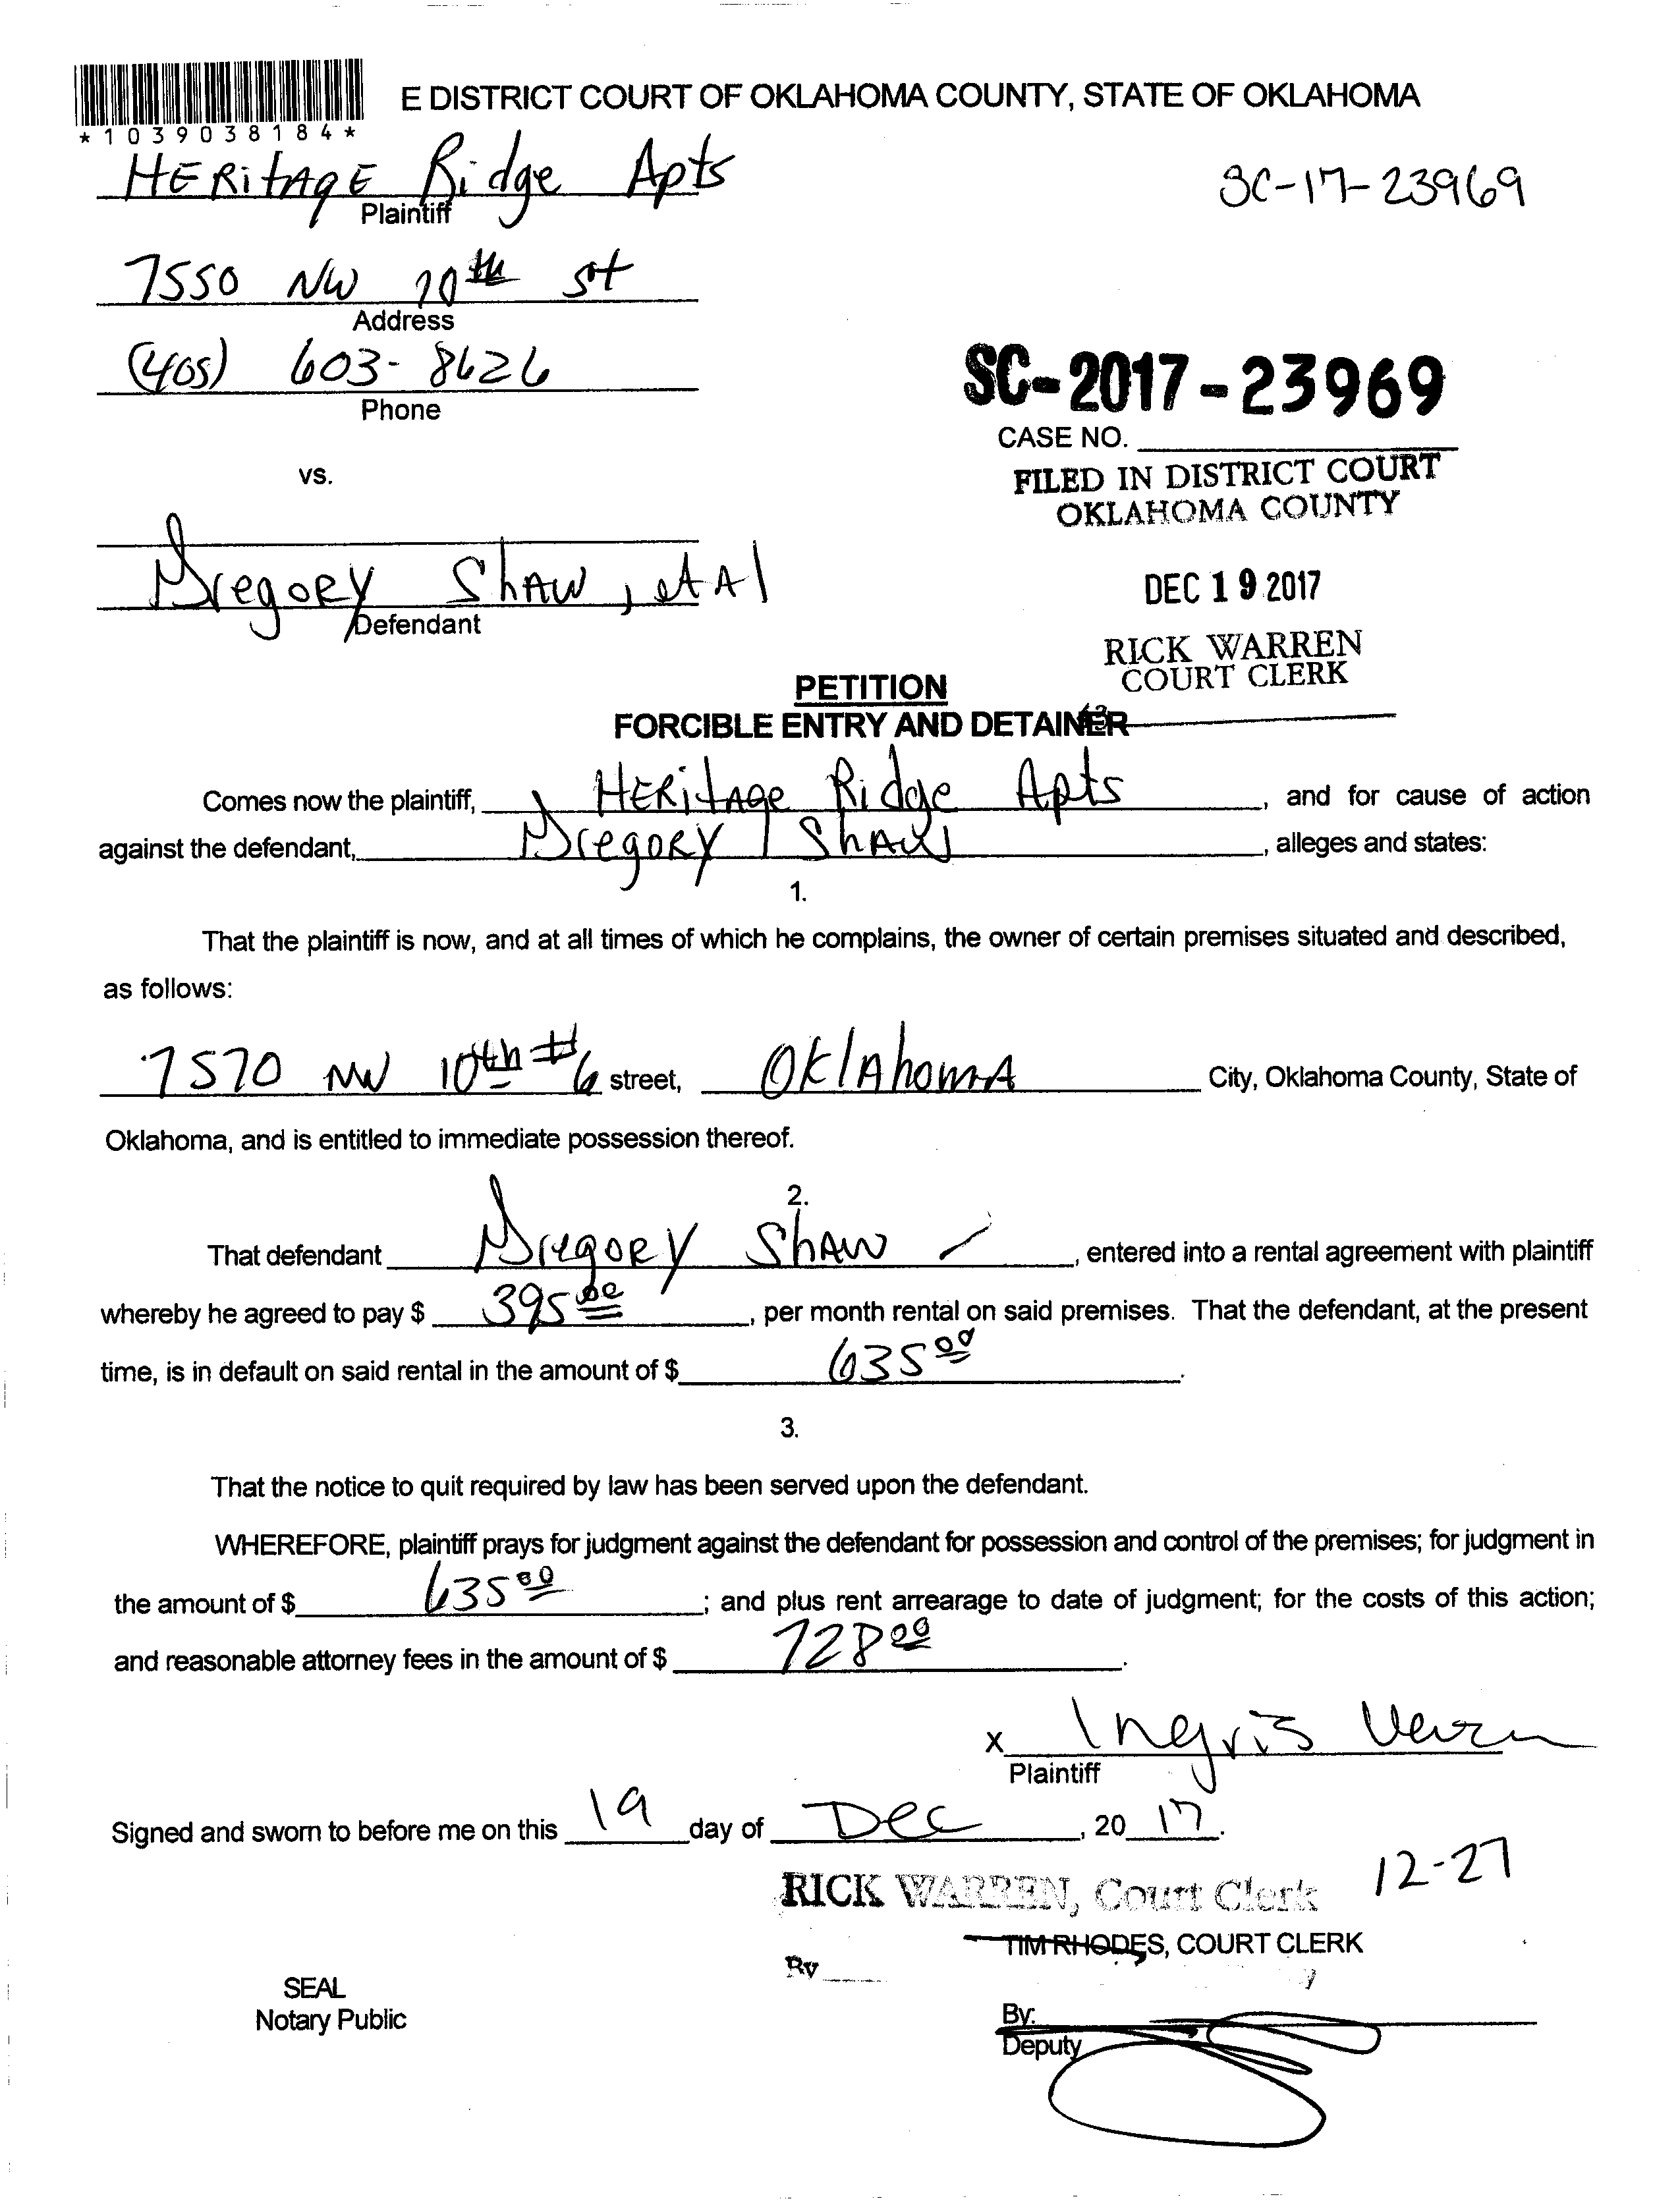 E DISTRICT COURT OF OKLAHOMA COUNTY, STATE OF OKLAHOMA
*1039038184*
HERitAgE Ridge Apts
SC-17-23969
Plaintiff
7550 NW 10th st
Address
(405) 603-8626
Phone
SC-2017-23969
CASE NO.
FILED IN DISTRICT COURT
OKLAHOMA COUNTY
vs.
DEC 19 2017
Gregory Shaw, et Al
Defendant
RICK WARREN
COURT CLERK
PETITION
FORCIBLE ENTRY AND DETAINER
63
Comes now the plaintiff, HERitAge Ridge Apts, and for cause of action
against the defendant, Gregory Shaw, alleges and states:
1.
That the plaintiff is now, and at all times of which he complains, the owner of certain premises situated and described,
as follows:
7570 NW 10th #6 street, OklAhomA City, Oklahoma County, State of
Oklahoma, and is entitled to immediate possession thereof.
2.
That defendant Gregory Shaw, entered into a rental agreement with plaintiff
whereby he agreed to pay $ 395.00, per month rental on said premises. That the defendant, at the present
time, is in default on said rental in the amount of $ 635 00.
3.
That the notice to quit required by law has been served upon the defendant.
WHEREFORE, plaintiff prays for judgment against the defendant for possession and control of the premises; for judgment in
the amount of $ 635 00; and plus rent arrearage to date of judgment; for the costs of this action;
and reasonable attorney fees in the amount of $ 728 00.
x Ingris
Plaintiff
Signed and sworn to before me on this 19 day of Dec, 20 17.
12-27
RICK WARREN, Court Clerk
TIM RHODES, COURT CLERK
By
SEAL
Notary Public
By:
Deputy